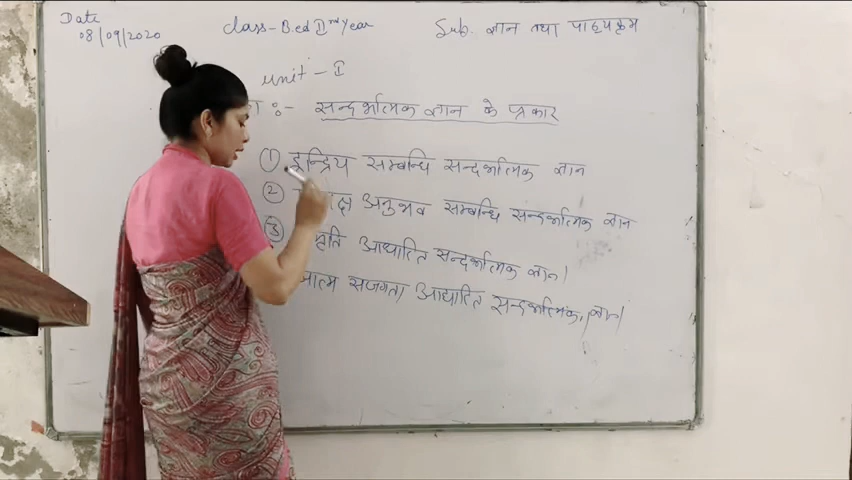 Date
08/09/2020
Class - B.ed II nd Year
Sub. ज्ञान तथा पाठ्यक्रम
unit - I
:- सन्दर्भात्मक ज्ञान के प्रकार
① इन्द्रिय सम्बन्धि सन्दर्भात्मक ज्ञान
② अनुभव सम्बन्धि सन्दर्भात्मक ज्ञान
③ आधारित सन्दर्भात्मक ज्ञान।
आत्म सजगता आधारित सन्दर्भात्मक ज्ञान।